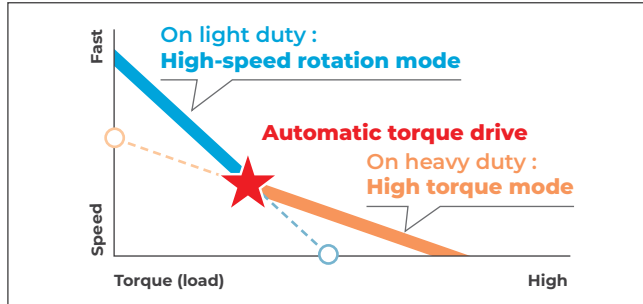 Fast
On light duty :
High-speed rotation mode
Automatic torque drive
On heavy duty :
High torque mode
Speed
Torque (load)
High